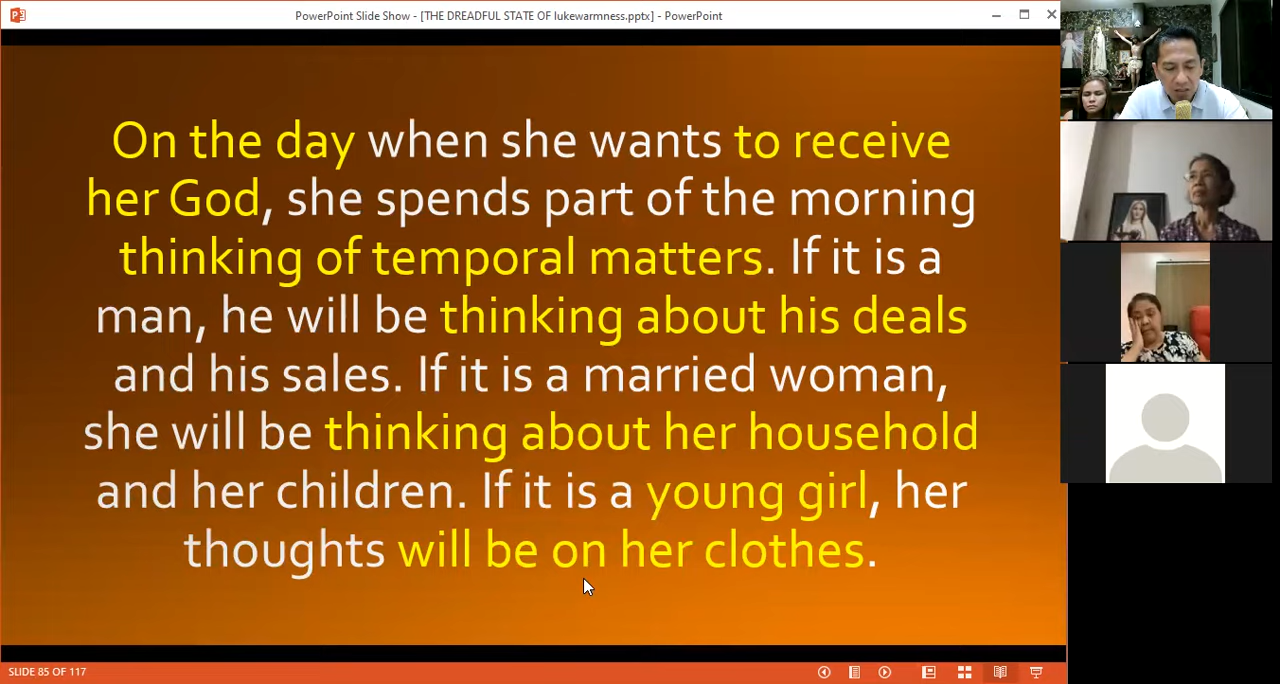 PowerPoint Slide Show - [THE DREADFUL STATE OF lukewarmness.pptx] - PowerPoint
On the day when she wants to receive
her God, she spends part of the morning
thinking of temporal matters. If it is a
man, he will be thinking about his deals
and his sales. If it is a married woman,
she will be thinking about her household
and her children. If it is a young girl, her
thoughts will be on her clothes.
SLIDE 85 OF 117